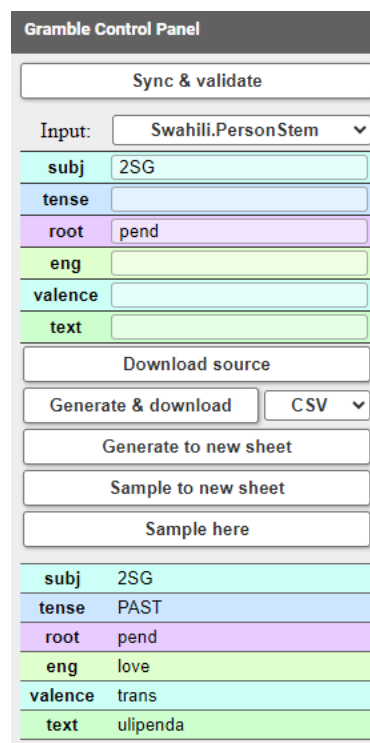 Gramble Control Panel
Sync & validate
Input: Swahili.PersonStem
subj 2SG
tense
root pend
eng
valence
text
Download source
Generate & download CSV
Generate to new sheet
Sample to new sheet
Sample here
subj 2SG
tense PAST
root pend
eng love
valence trans
text ulipenda